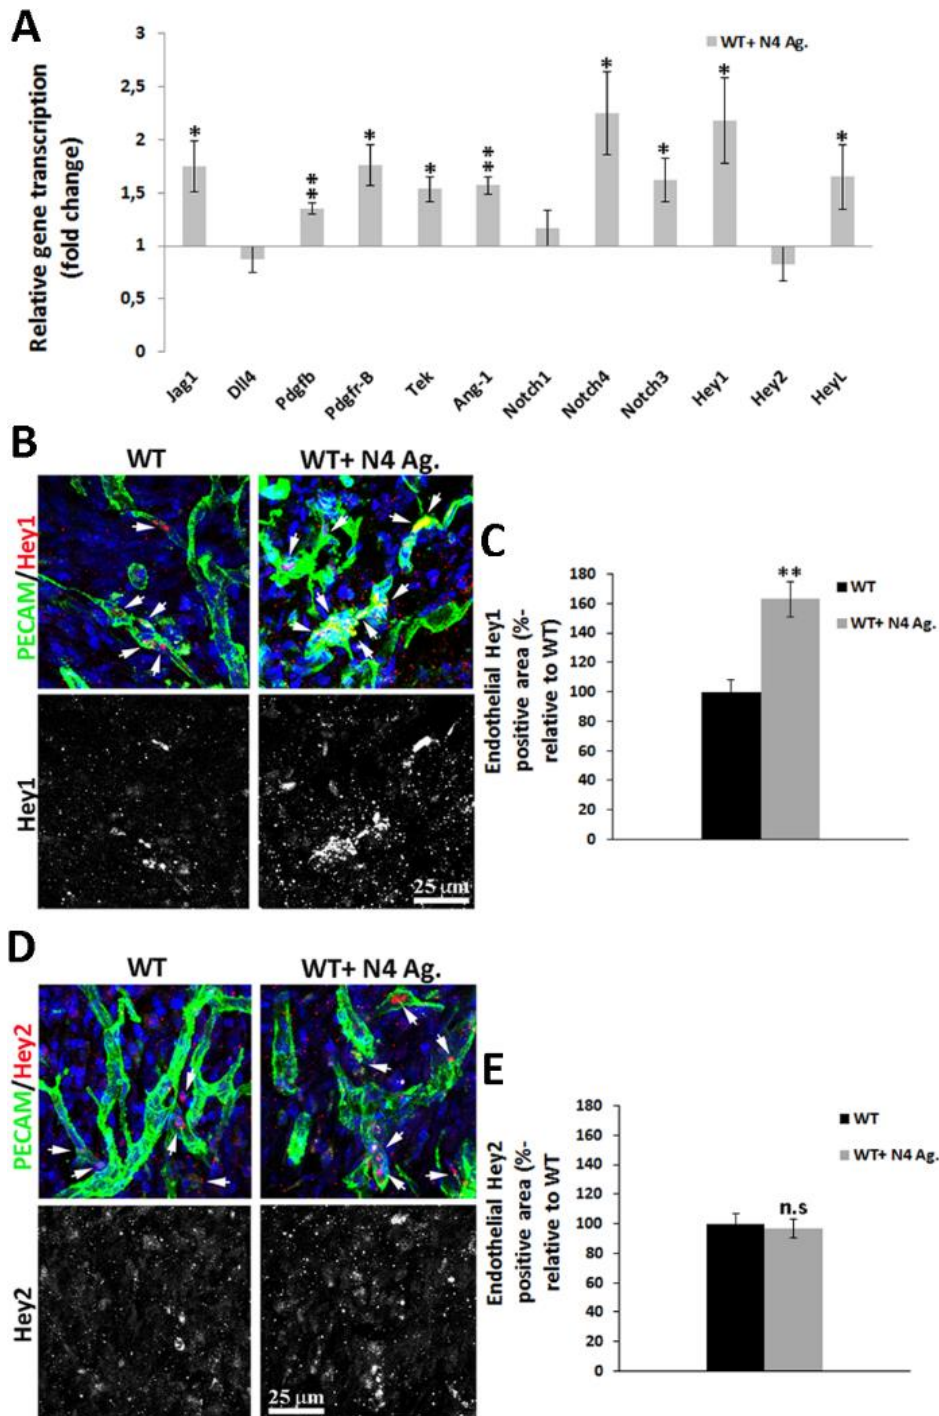 A
WT+ N4 Ag.
Relative gene transcription
(fold change)
3
2,5
2
1,5
1
0,5
0
*
**
*
*
**
*
*
*
*
Jag1
Dll4
Pdgfb
Pdgfr-B
Tek
Ang-1
Notch1
Notch4
Notch3
Hey1
Hey2
HeyL
B
WT
WT+ N4 Ag.
PECAM/Hey1
Hey1
25 µm
C
Endothelial Hey1
positive area (%-
relative to WT)
180
160
140
120
100
80
60
40
20
0
**
WT
WT+ N4 Ag.
D
WT
WT+ N4 Ag.
PECAM/Hey2
Hey2
25 µm
E
Endothelial Hey2
positive area (%-
relative to WT
180
160
140
120
100
80
60
40
20
0
n.s
WT
WT+ N4 Ag.